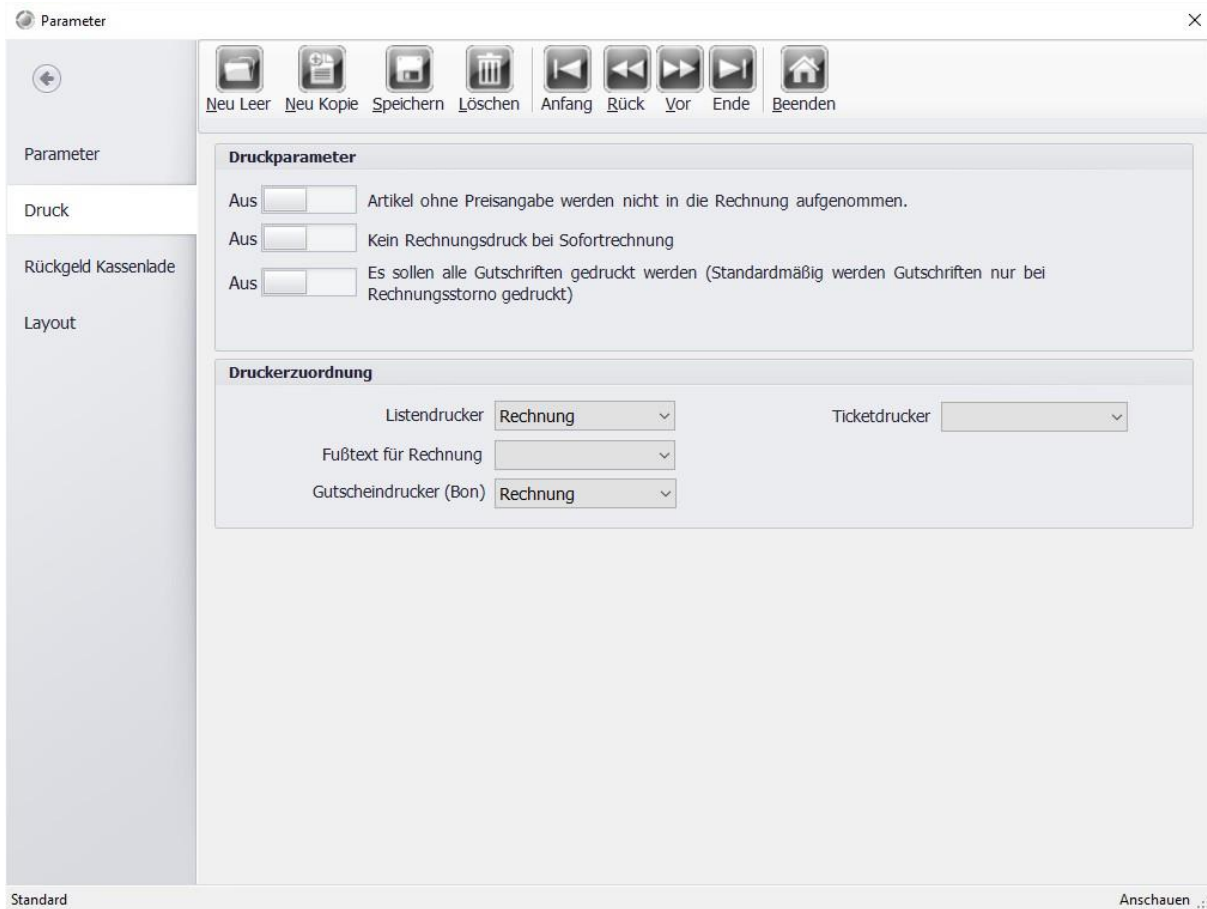 Parameter
Neu Leer Neu Kopie Speichern Löschen Anfang Rück Vor Ende Beenden
Parameter
Druck
Rückgeld Kassenlade
Layout
Druckparameter
Aus Artikel ohne Preisangabe werden nicht in die Rechnung aufgenommen.
Aus Kein Rechnungsdruck bei Sofortrechnung
Aus Es sollen alle Gutschriften gedruckt werden (Standardmäßig werden Gutschriften nur bei
Rechnungsstorno gedruckt)
Druckerzuordnung
Listendrucker Rechnung Ticketdrucker
Fußtext für Rechnung
Gutscheindrucker (Bon) Rechnung
Standard Anschauen